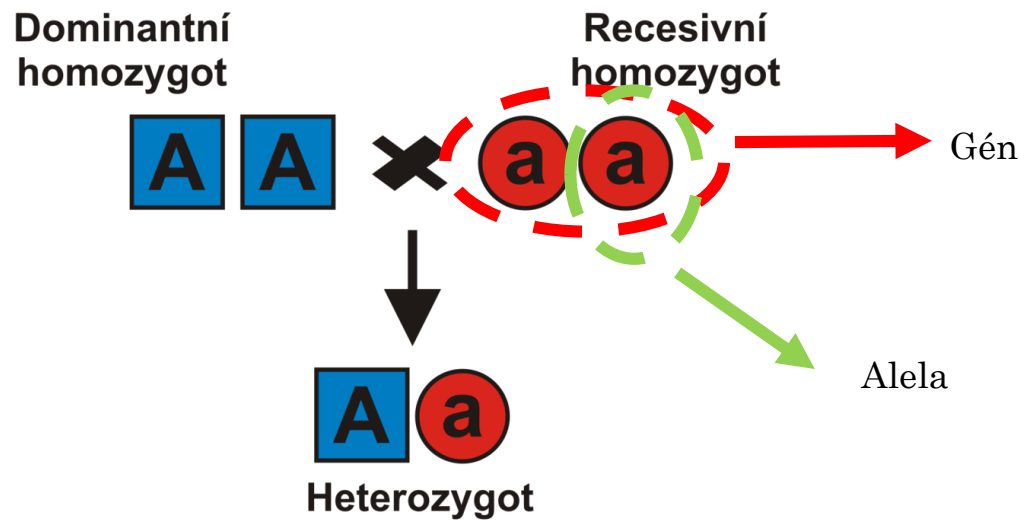 Dominantní
homozygot
Recesivní
homozygot
A A a a
Gén
Alela
A a
Heterozygot